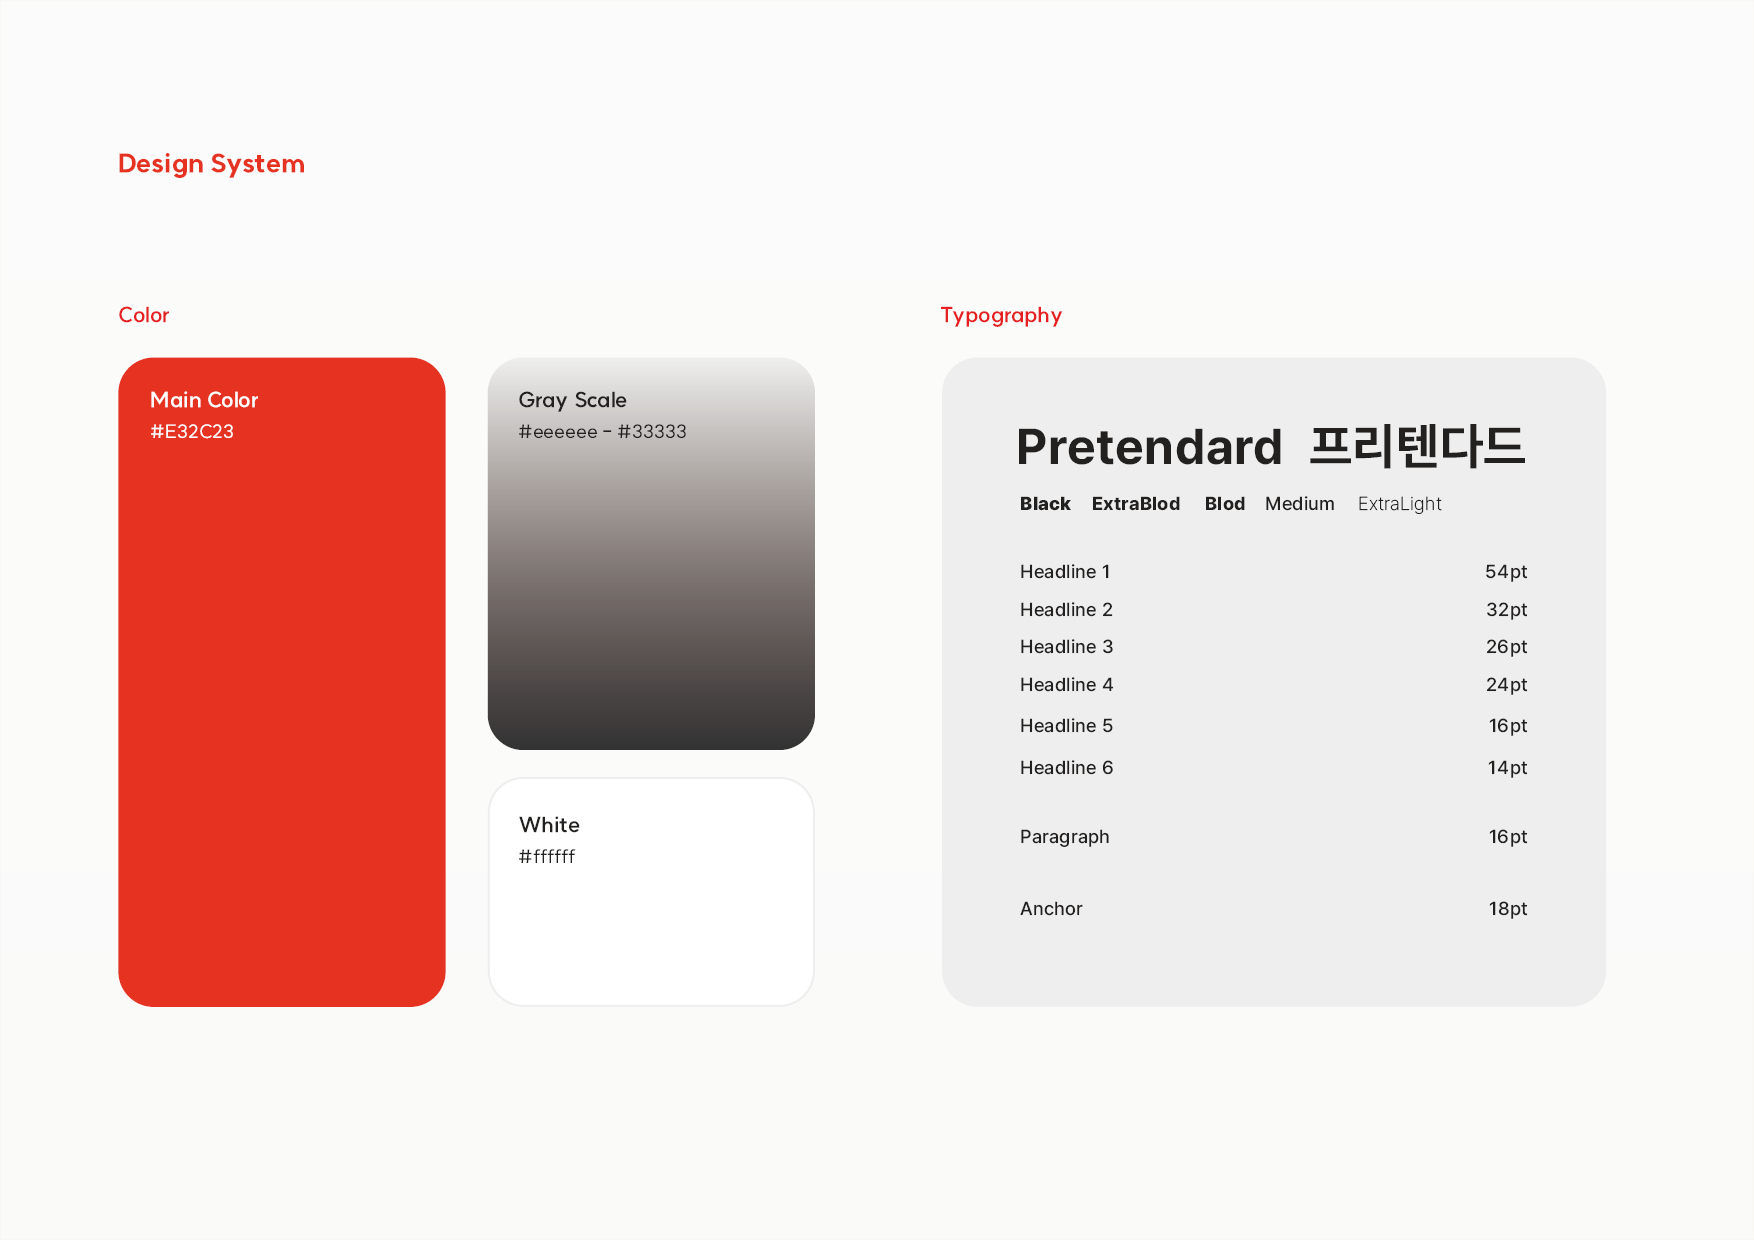 Design System
Color
Main Color
#E32C23
Gray Scale
#eeeeee - #33333
White
#ffffff
Typography
Pretendard 프리텐다드
Black ExtraBlod Blod Medium ExtraLight
Headline 1 54pt
Headline 2 32pt
Headline 3 26pt
Headline 4 24pt
Headline 5 16pt
Headline 6 14pt
Paragraph 16pt
Anchor 18pt